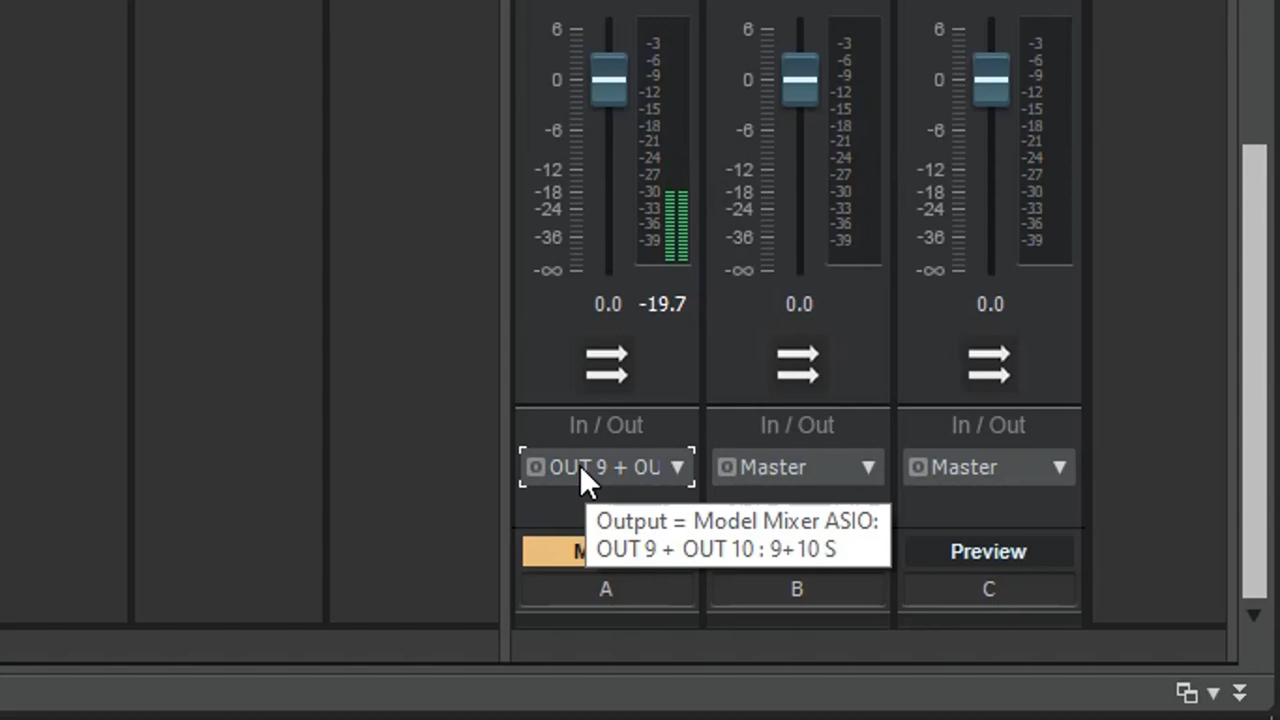 6 0 -6 -12 -18 -24 -36 -∞
-3 -6 -9 -12 -15 -18 -21 -24 -27 -30 -33 -36 -39
6 0 -6 -12 -18 -24 -36 -∞
-3 -6 -9 -12 -15 -18 -21 -24 -27 -30 -33 -36 -39
6 0 -6 -12 -18 -24 -36 -∞
-3 -6 -9 -12 -15 -18 -21 -24 -27 -30 -33 -36 -39
0.0 -19.7 0.0 0.0
In / Out In / Out In / Out
O OUT 9 + OU O Master O Master
Output = Model Mixer ASIO:
OUT 9 + OUT 10 : 9+10 S
Preview
A B C